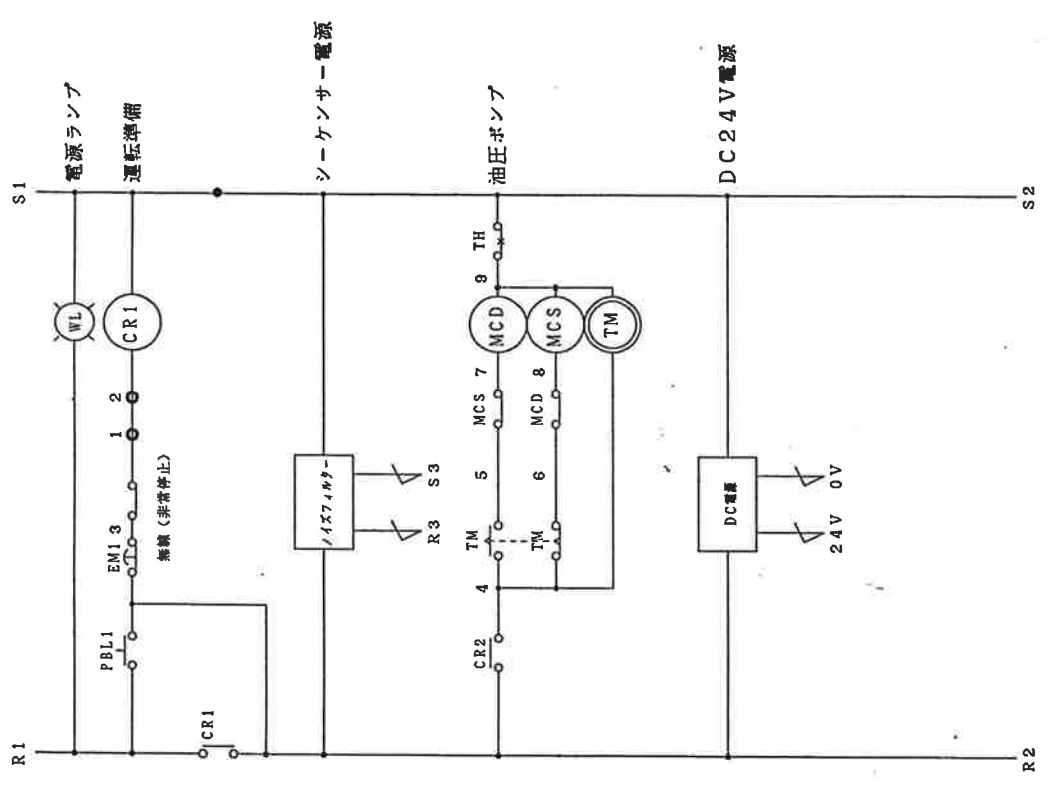 S1
電源ランプ
運転準備
シーケンサー電源
油圧ポンプ
DC24V電源
S2
WL
CR1
2
1
3
EM1
無線(非常停止)
PBL1
CR1
R1
ノイズフィルター
S3
R3
TH
9
MCD
MCS
TM
7
8
MCS
MCD
5
6
TM
TM
4
CR2
DC電源
0V
24V
R2